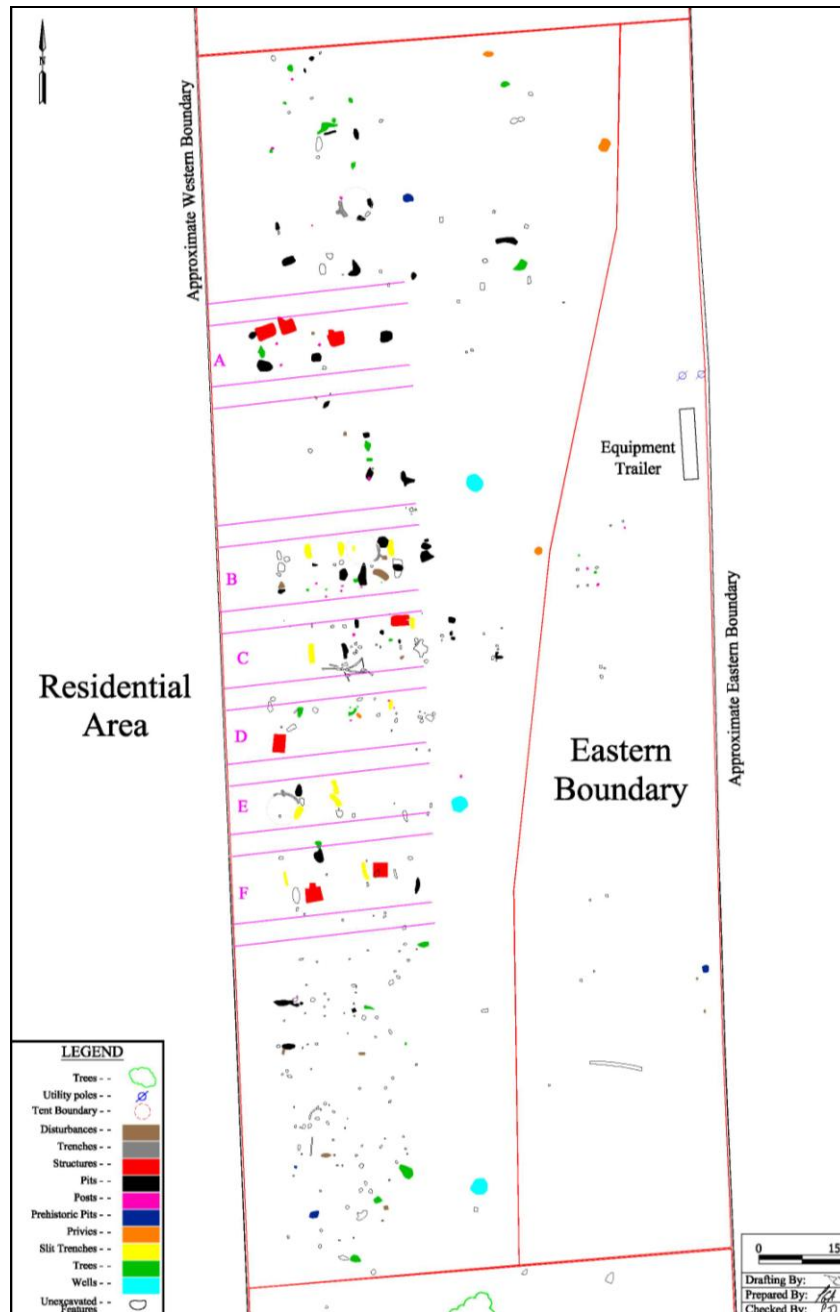 Approximate Western Boundary
A
Equipment
Trailer
B
Approximate Eastern Boundary
C
Residential
Area
D
Eastern
Boundary
E
F
LEGEND
Trees - -
Utility poles - -
Tent Boundary - -
Disturbances - -
Trenches - -
Structures - -
Pits - -
Posts - -
Prehistoric Pits - -
Privies - -
Slit Trenches - -
Trees - -
Wells - -
Unexcavated - -
Features
0 15
Drafting By:
Prepared By:
Checked By: